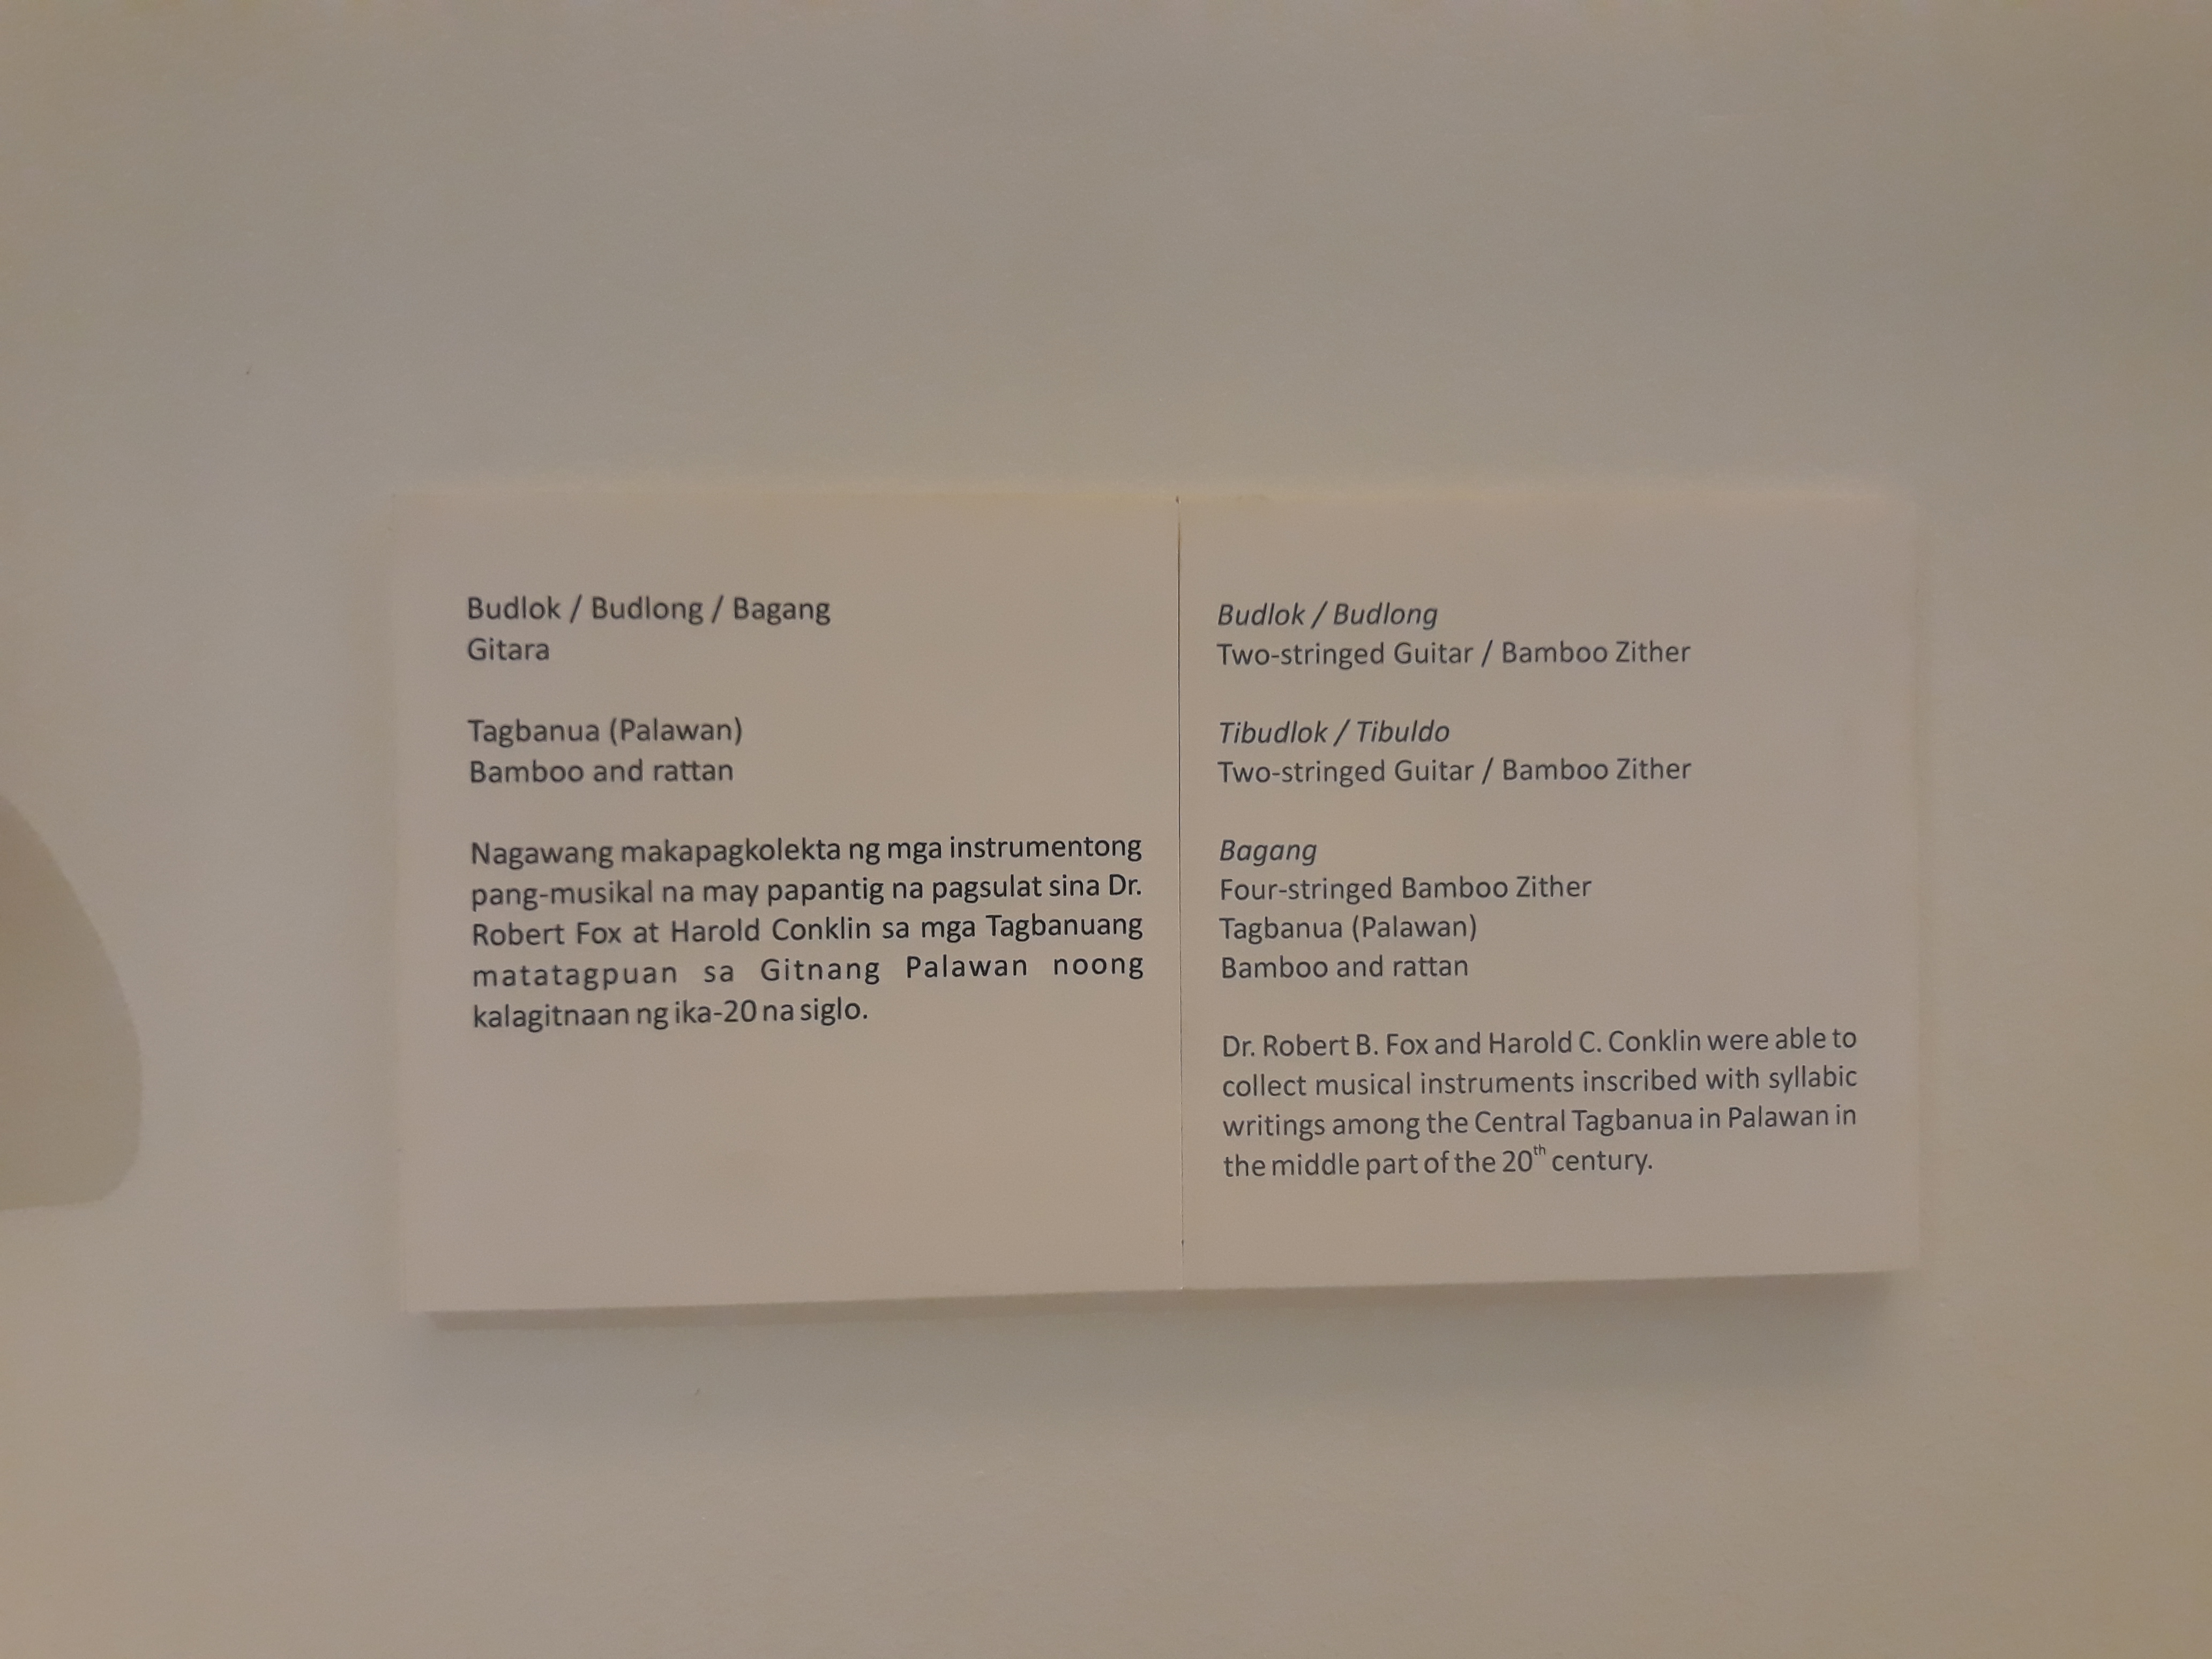 Budlok / Budlong / Bagang
Gitara
Tagbanua (Palawan)
Bamboo and rattan
Nagawang makapagkolekta ng mga instrumentong
pang-musikal na may papantig na pagsulat sina Dr.
Robert Fox at Harold Conklin sa mga Tagbanuang
matatagpuan sa Gitnang Palawan noong
kalagitnaan ng ika-20 na siglo.
Budlok / Budlong
Two-stringed Guitar / Bamboo Zither
Tibudlok / Tibuldo
Two-stringed Guitar / Bamboo Zither
Bagang
Four-stringed Bamboo Zither
Tagbanua (Palawan)
Bamboo and rattan
Dr. Robert B. Fox and Harold C. Conklin were able to
collect musical instruments inscribed with syllabic
writings among the Central Tagbanua in Palawan in
the middle part of the 20th century.